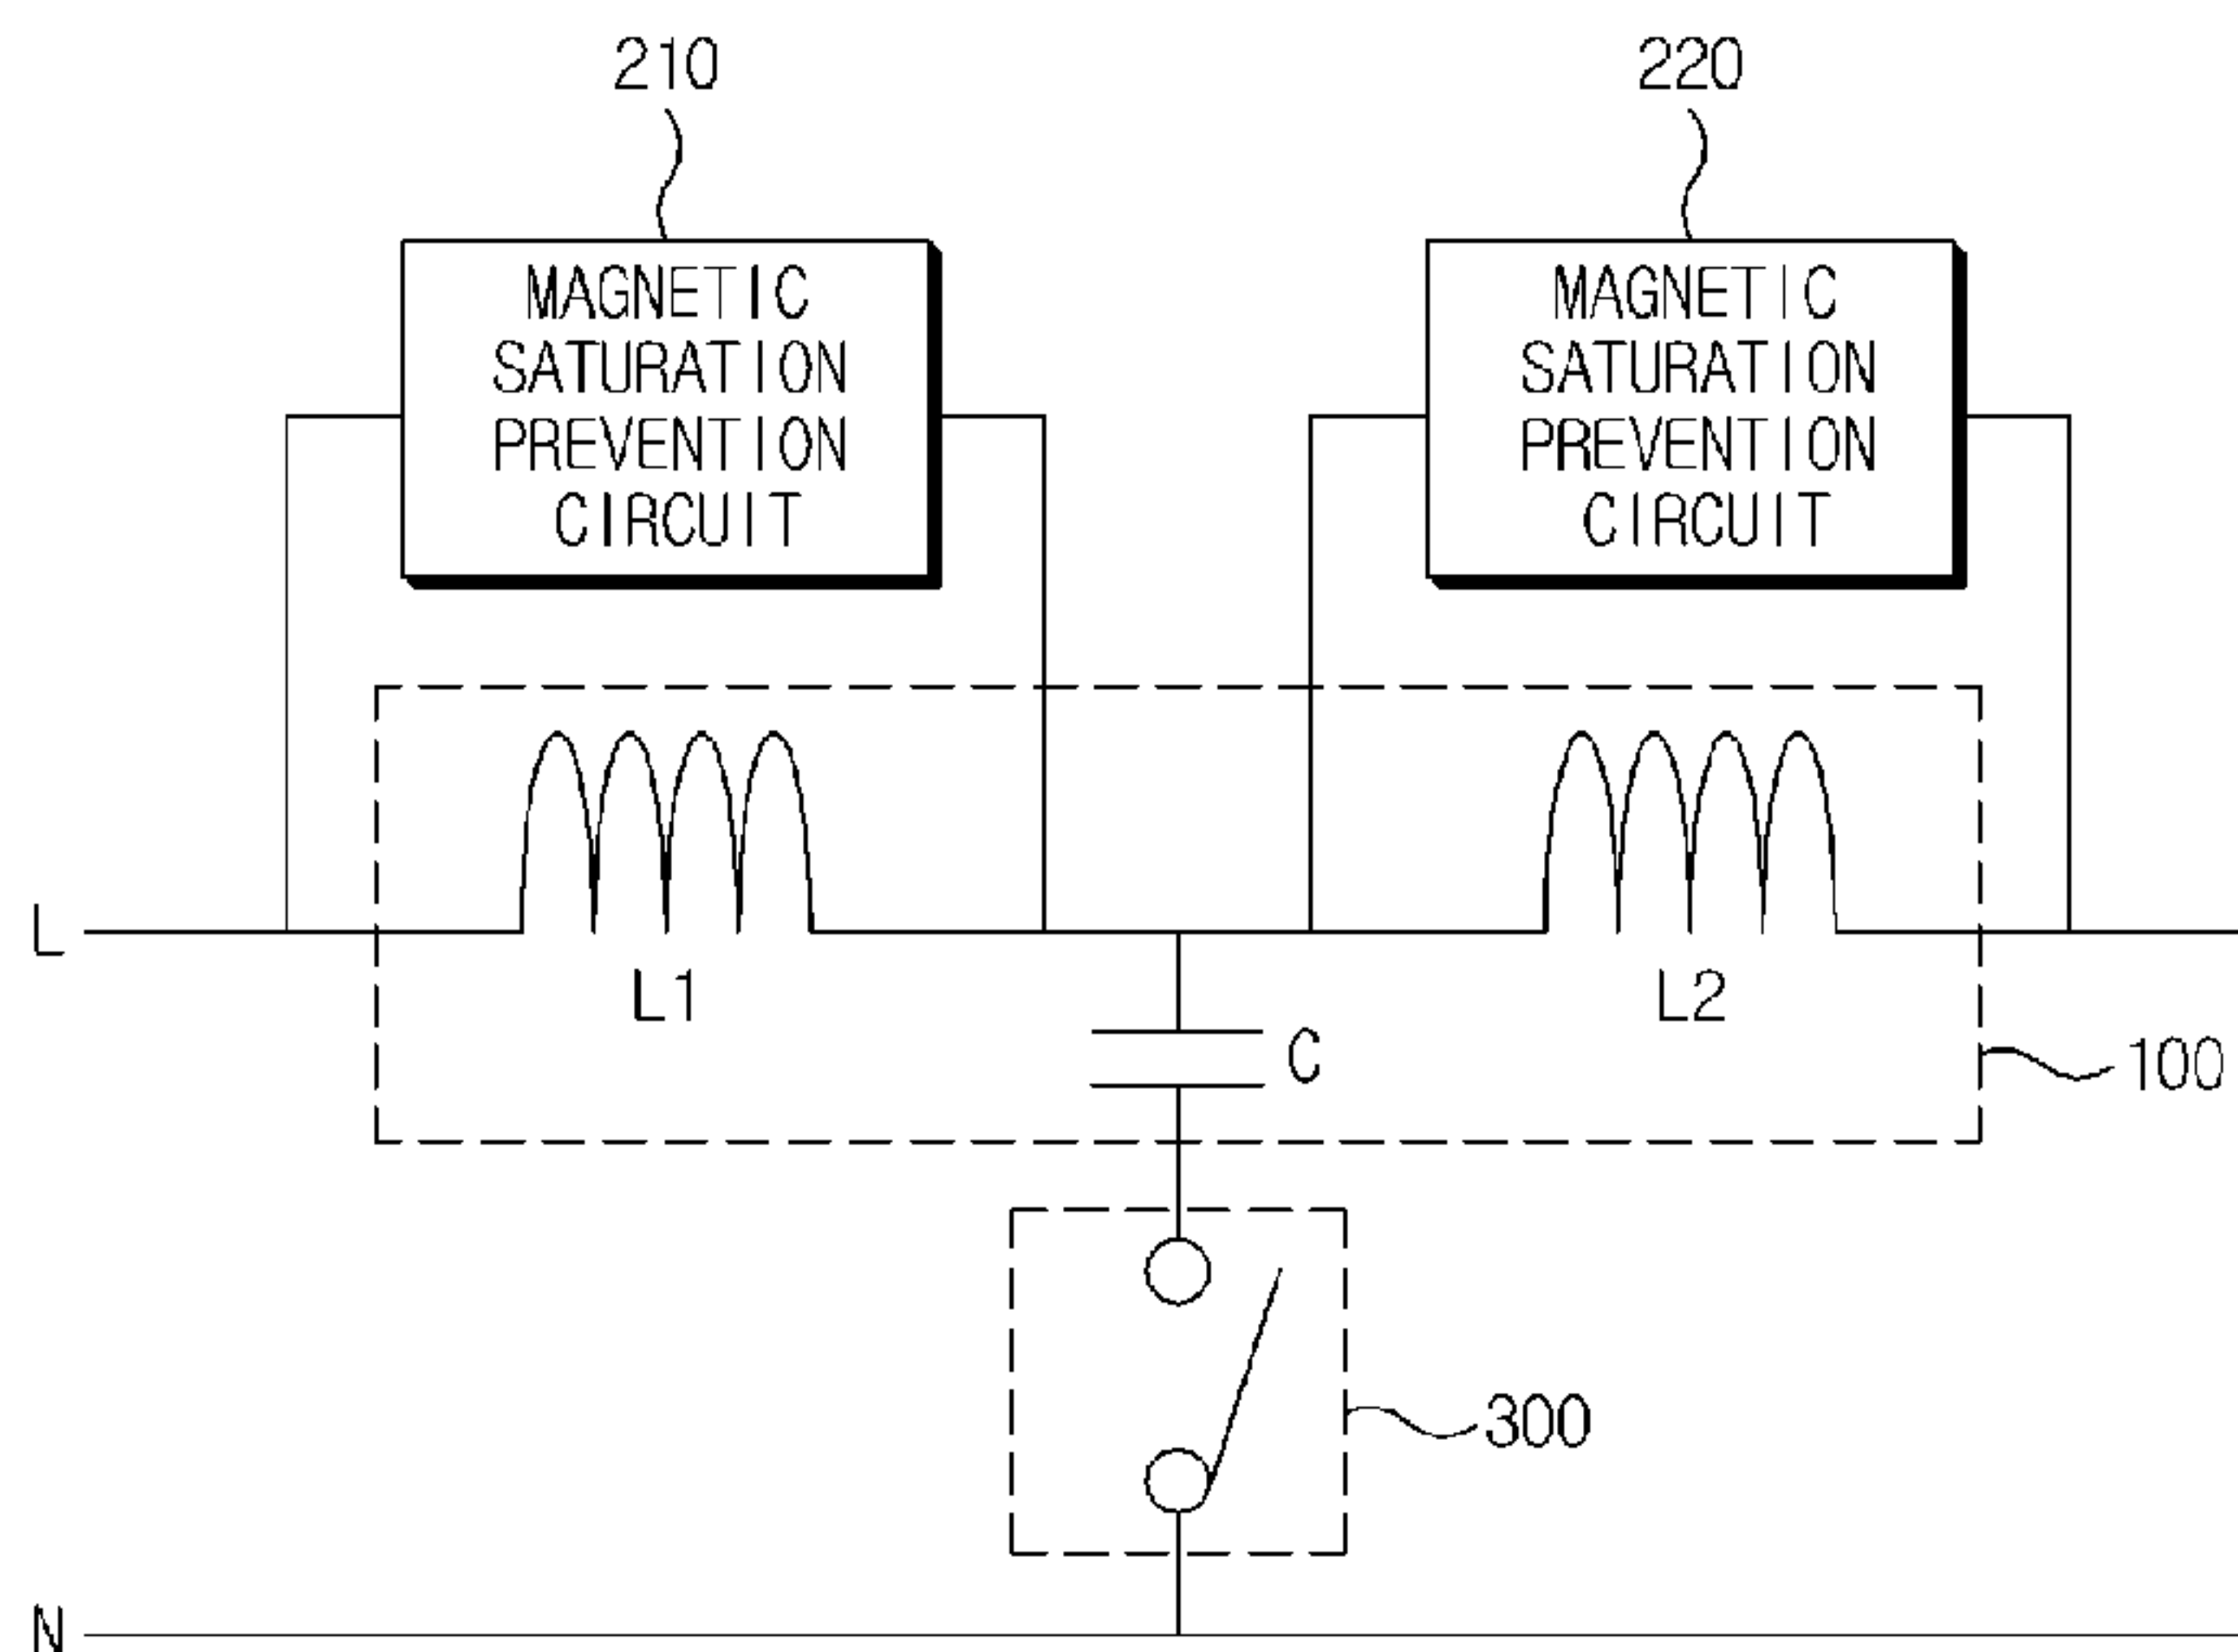 210
220
MAGNETIC
SATURATION
PREVENTION
CIRCUIT
MAGNETIC
SATURATION
PREVENTION
CIRCUIT
L
L1
L2
C
100
300
N